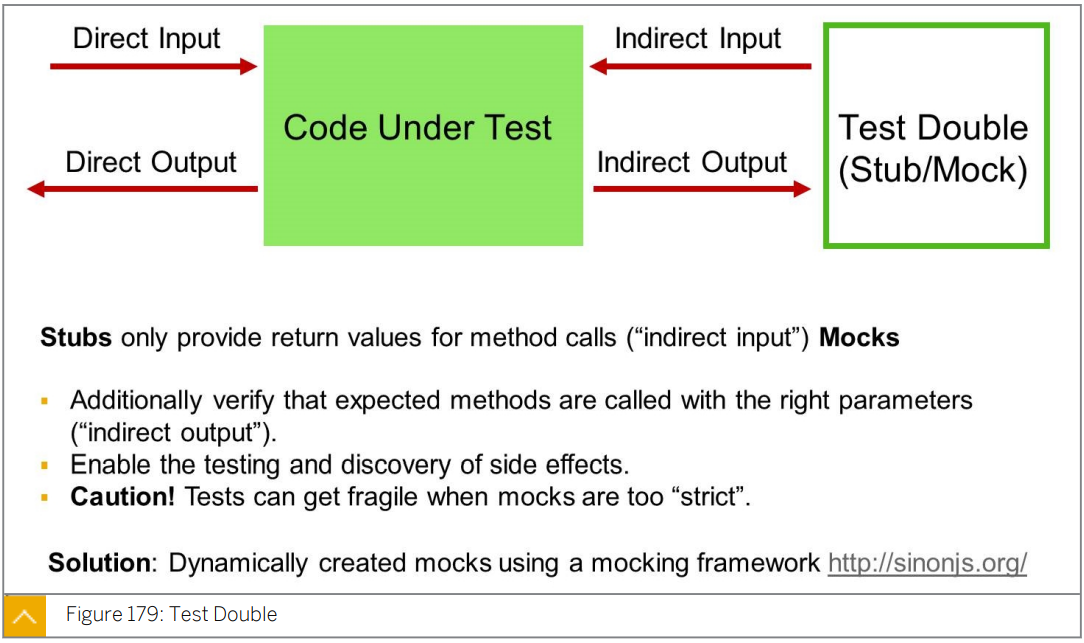 Direct Input
Indirect Input
Code Under Test
Test Double
(Stub/Mock)
Direct Output
Indirect Output
Stubs only provide return values for method calls (“indirect input”) Mocks
▪ Additionally verify that expected methods are called with the right parameters
(“indirect output”).
▪ Enable the testing and discovery of side effects.
▪ Caution! Tests can get fragile when mocks are too “strict”.
Solution: Dynamically created mocks using a mocking framework http://sinonjs.org/
Figure 179: Test Double